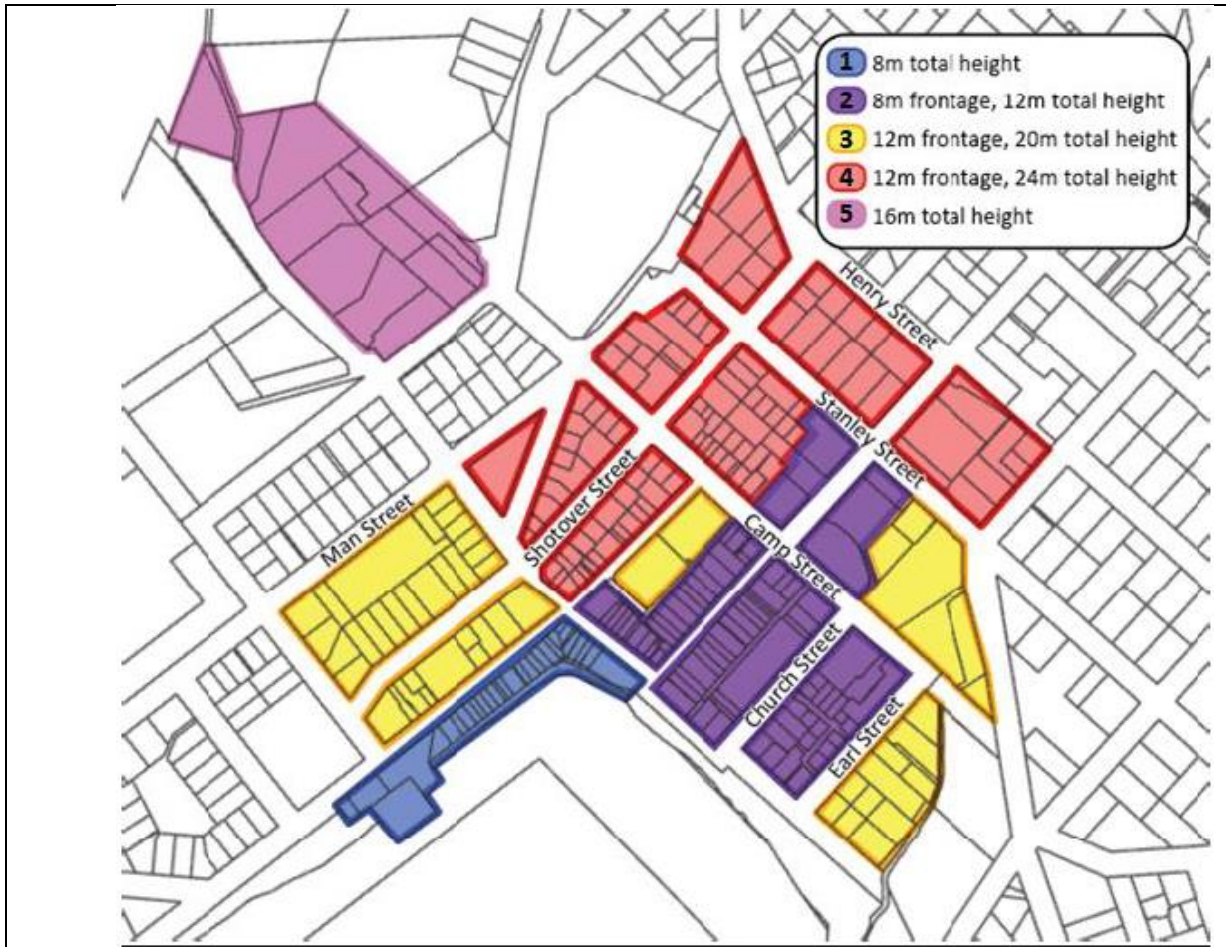 1 8m total height
2 8m frontage, 12m total height
3 12m frontage, 20m total height
4 12m frontage, 24m total height
5 16m total height
Henry Street
Stanley Street
Shotover Street
Man Street
Camp Street
Church Street
Earl Street